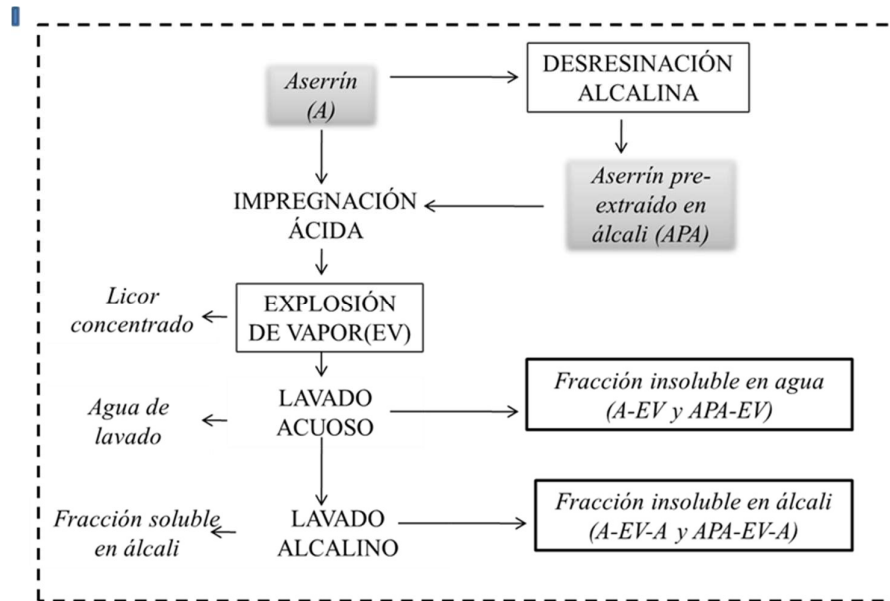 Aserrín
(A)
DESRESINACIÓN
ALCALINA
Aserrín pre-
extraído en
álcali (APA)
IMPREGNACIÓN
ÁCIDA
Licor
concentrado
EXPLOSIÓN
DE VAPOR(EV)
Agua de
lavado
LAVADO
ACUOSO
Fracción insoluble en agua
(A-EV y APA-EV)
Fracción soluble
en álcali
LAVADO
ALCALINO
Fracción insoluble en álcali
(A-EV-A y APA-EV-A)